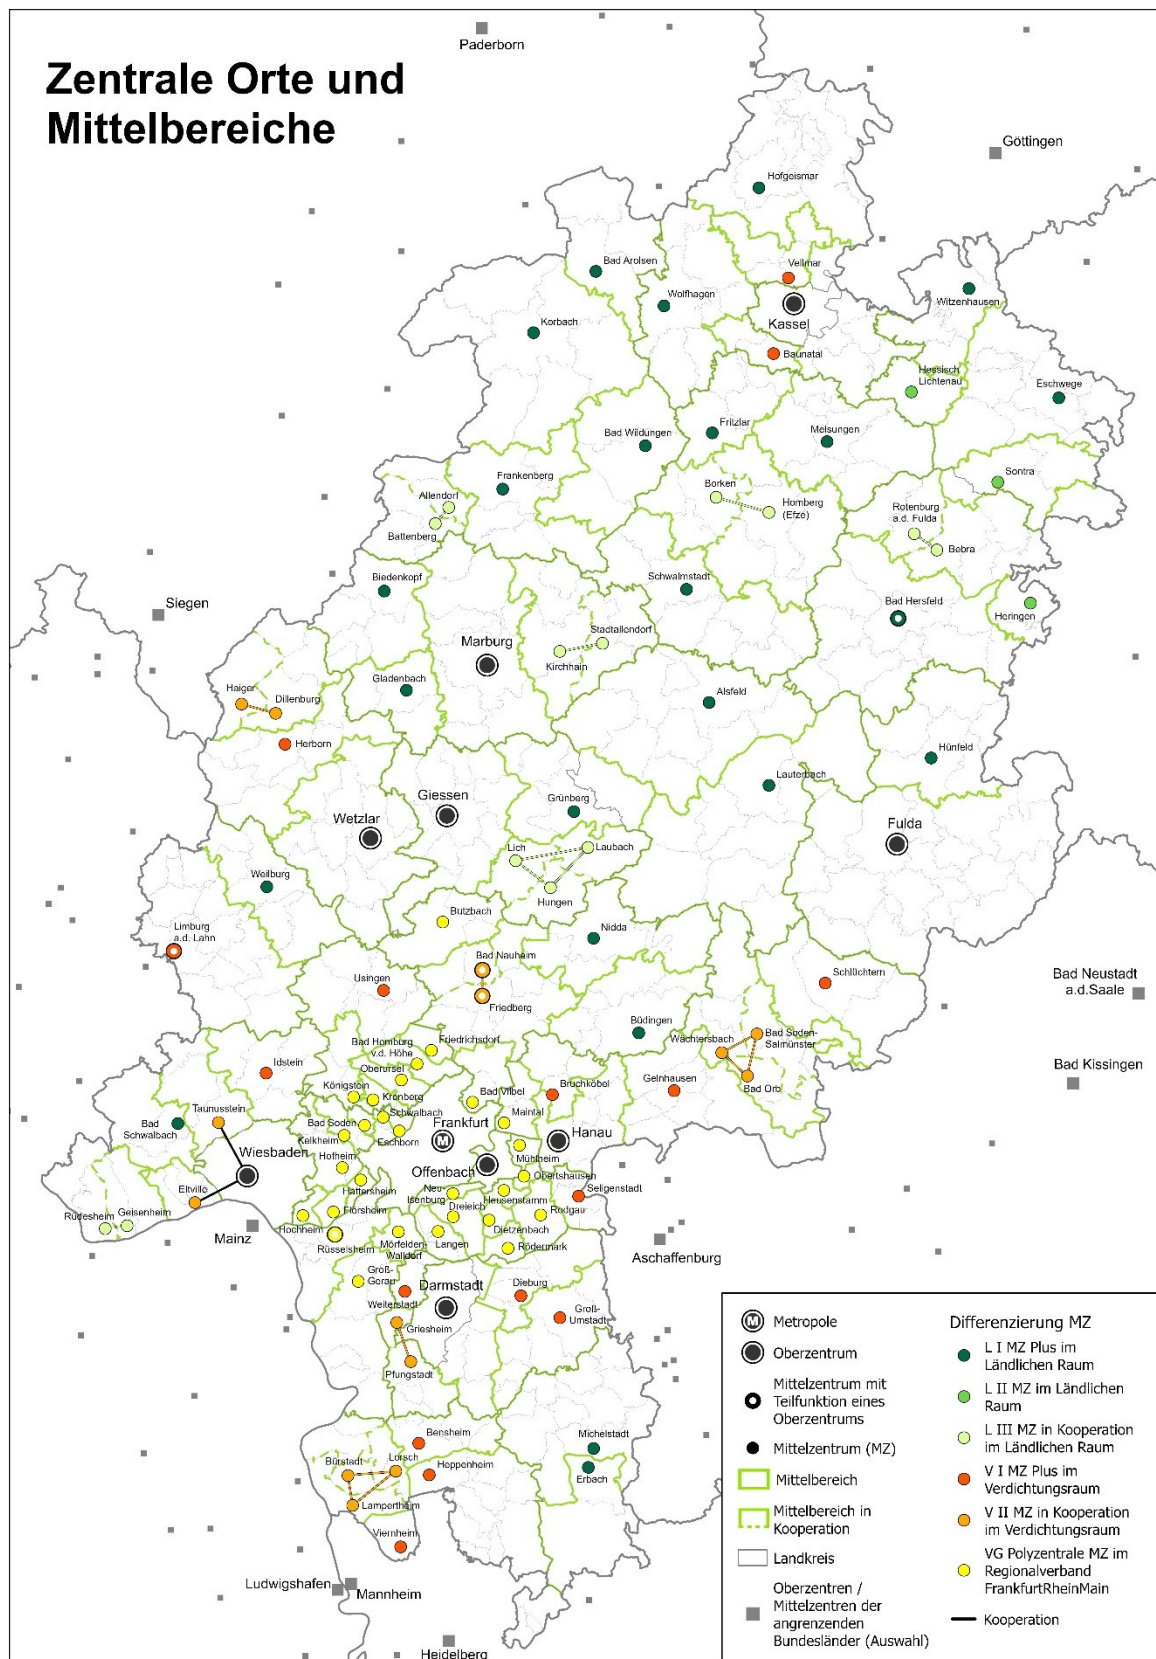 Zentrale Orte und
Mittelbereiche
Paderborn
Göttingen
Hofgeismar
Bad Arolsen
Vellmar
Wolfhagen
Witzenhausen
Kassel
Korbach
Baunatal
Hessisch
Lichtenau
Eschwege
Fritzlar
Bad Wildungen
Melsungen
Frankenberg
Sontra
Allendorf
Borken
Homberg
(Efze)
Rotenburg
a.d. Fulda
Battenberg
Bebra
Biedenkopf
Schwalmstadt
Siegen
Bad Hersfeld
Heringen
Stadtallendorf
Marburg
Kirchhain
Gladenbach
Haiger
Dillenburg
Alsfeld
Herborn
Hünfeld
Lauterbach
Giessen
Grünberg
Wetzlar
Fulda
Lich
Laubach
Weilburg
Hungen
Butzbach
Limburg
a.d. Lahn
Nidda
Bad Nauheim
Usingen
Schlüchtern
Bad Neustadt
a.d.Saale
Friedberg
Büdingen
Bad Soden-
Salmünster
Wächtersbach
Bad Homburg
v.d. Höhe
Friedrichsdorf
Oberursel
Idstein
Bad Orb
Gelnhausen
Bad Kissingen
Königstein
Kronberg
Bad Vilbel
Bruchköbel
Taunusstein
Schwalbach
Maintal
Bad Soden
Frankfurt
M
Bad
Schwalbach
Kelkheim
Eschborn
Hanau
Wiesbaden
Hofheim
Mühlheim
Offenbach
Obertshausen
Hattersheim
Neu-
Isenburg
Heusenstamm
Seligenstadt
Eltville
Dreieich
Rodgau
Rüdesheim
Geisenheim
Flörsheim
Hochheim
Dietzenbach
Mainz
Rüsselsheim
Mörfelden-
Walldorf
Langen
Rödermark
Aschaffenburg
Groß-
Gerau
Darmstadt
Dieburg
Weiterstadt
Groß-
Umstadt
Griesheim
Pfungstadt
Bensheim
Michelstadt
Lorsch
Bürstadt
Heppenheim
Erbach
Lampertheim
Viernheim
Ludwigshafen
Mannheim
Heidelberg
M
Metropole
Oberzentrum
Mittelzentrum mit
Teilfunktion eines
Oberzentrums
Mittelzentrum (MZ)
Mittelbereich
Mittelbereich in
Kooperation
Landkreis
Oberzentren /
Mittelzentren der
angrenzenden
Bundesländer (Auswahl)
Differenzierung MZ
L I MZ Plus im
Ländlichen Raum
L II MZ im Ländlichen
Raum
L III MZ in Kooperation
im Ländlichen Raum
V I MZ Plus im
Verdichtungsraum
V II MZ in Kooperation
im Verdichtungsraum
VG Polyzentrale MZ im
Regionalverband
FrankfurtRheinMain
Kooperation